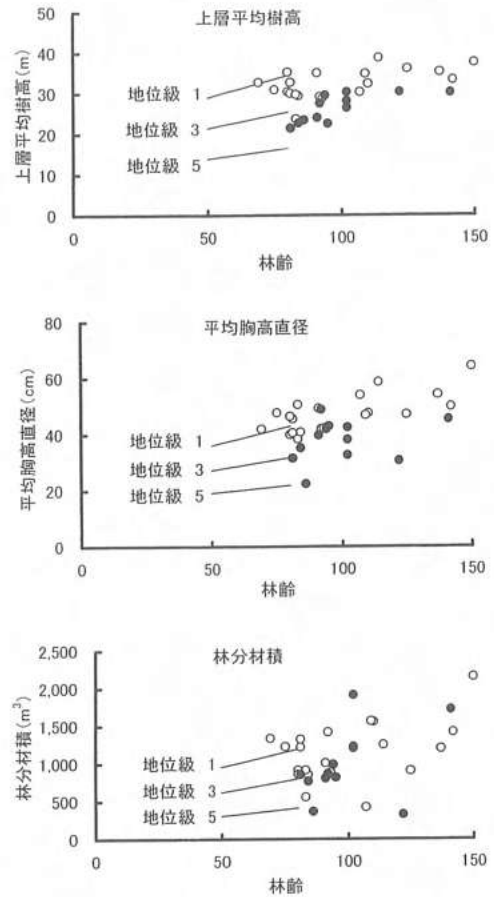 上層平均樹高
上層平均樹高(m)
50
40
30
20
10
0
地位級 1
地位級 3
地位級 5
0 50 100 150
林齢
平均胸高直径
平均胸高直径(cm)
80
60
40
20
0
地位級 1
地位級 3
地位級 5
0 50 100 150
林齢
林分材積
林分材積(m³)
2,500
2,000
1,500
1,000
500
0
地位級 1
地位級 3
地位級 5
0 50 100 150
林齢